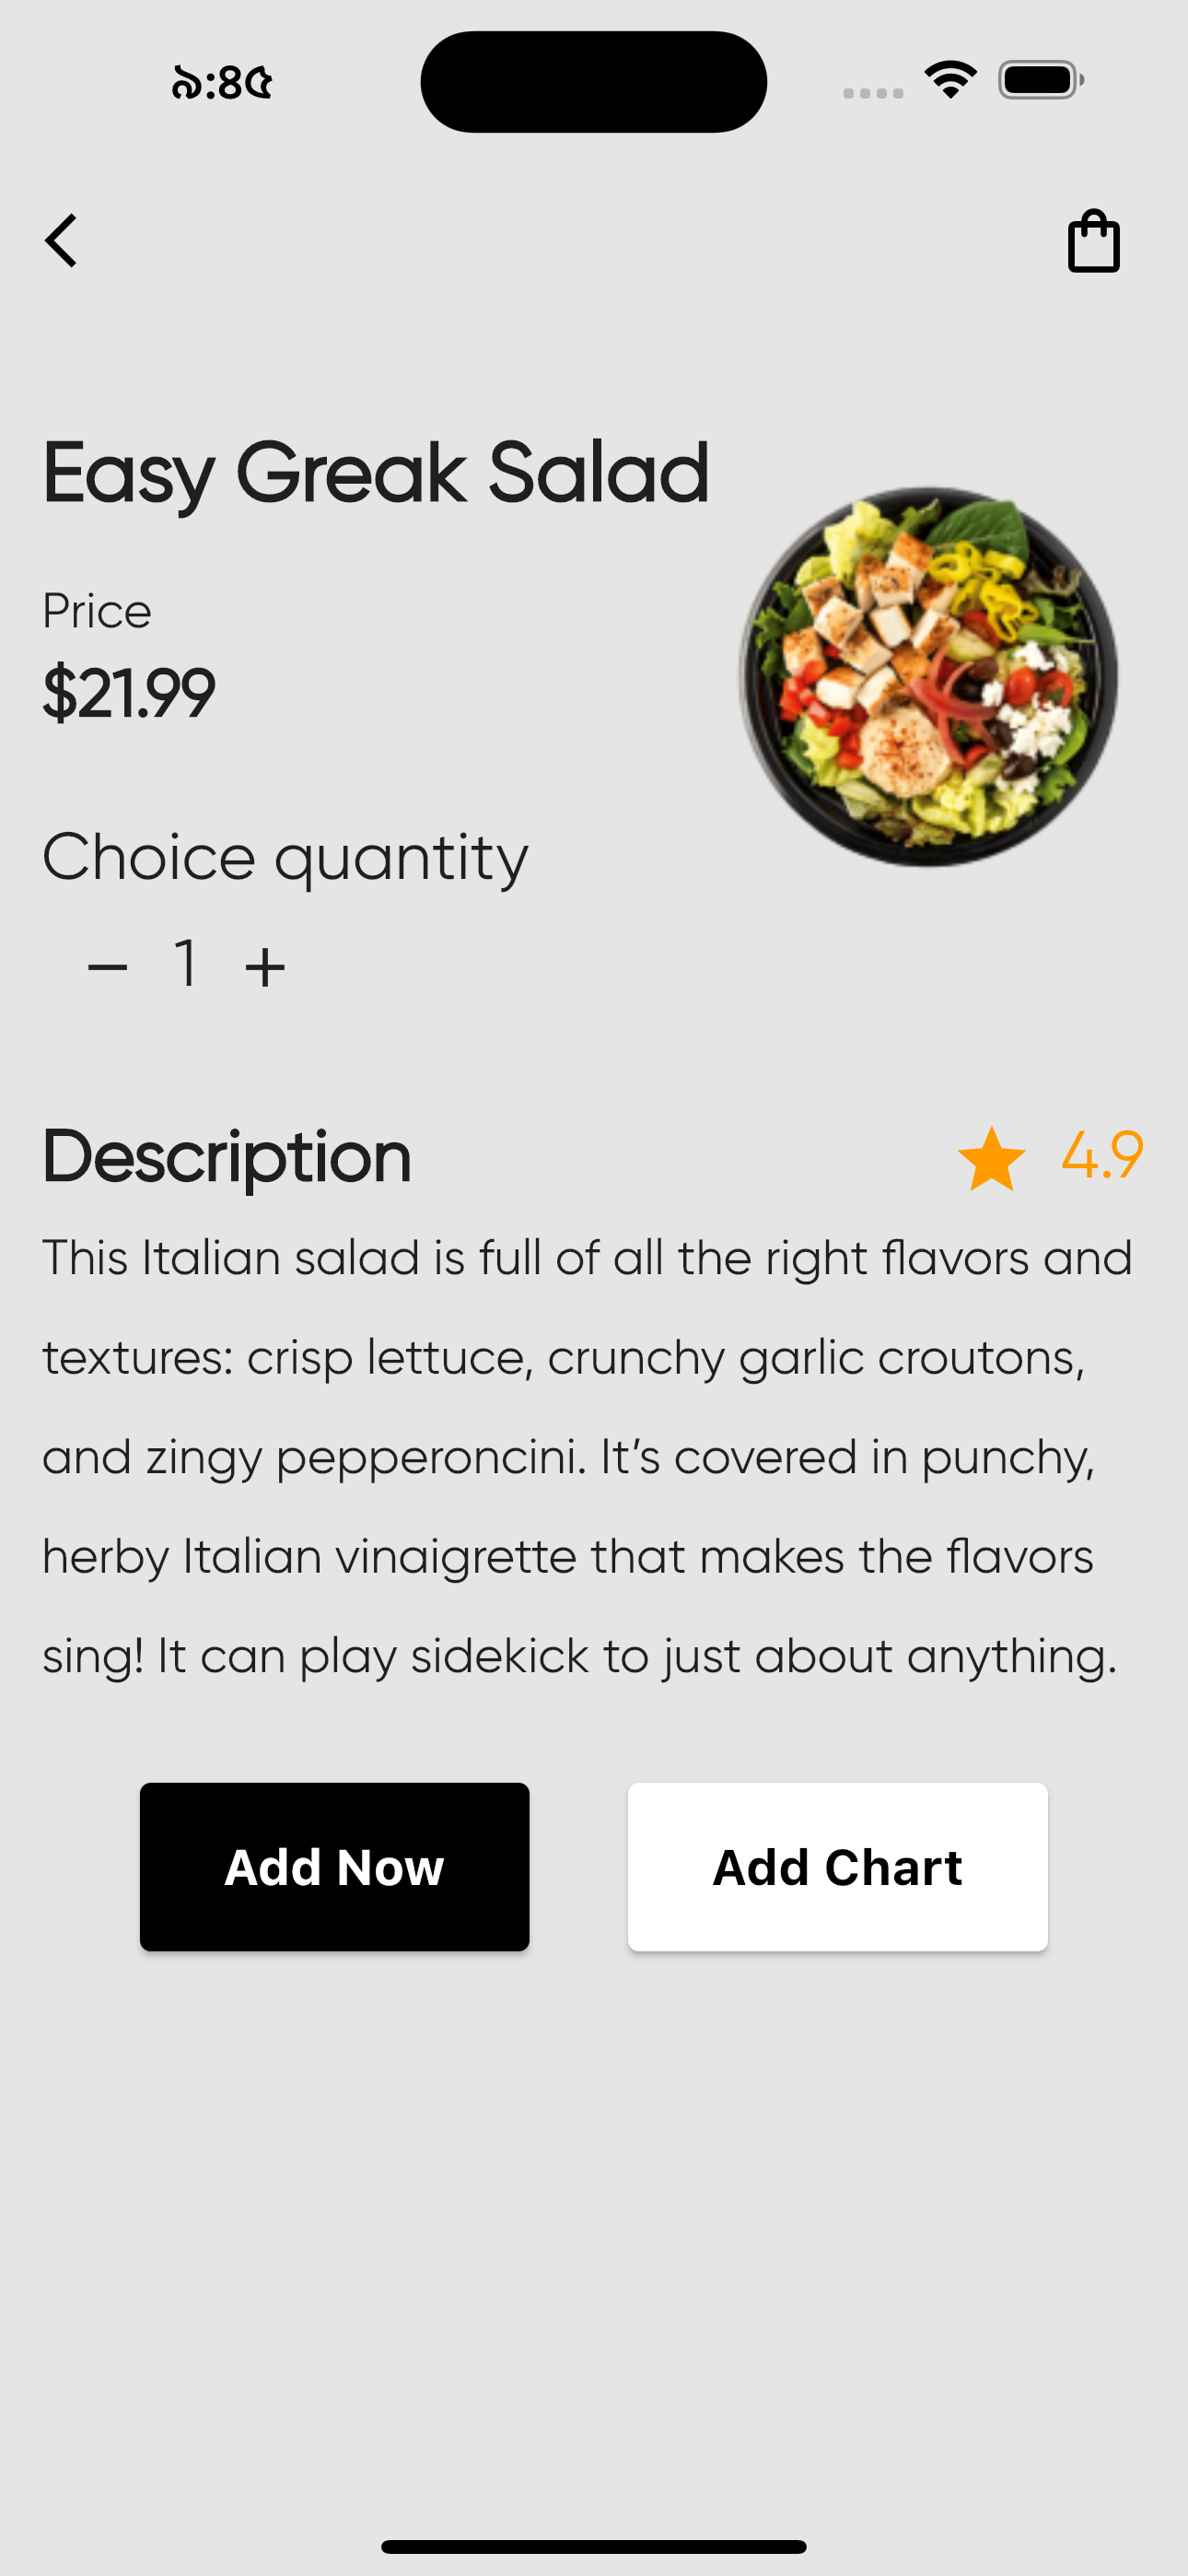 ৯:৪৫
Easy Greak Salad
Price
$21.99
Choice quantity
− 1 +
Description
4.9
This Italian salad is full of all the right flavors and
textures: crisp lettuce, crunchy garlic croutons,
and zingy pepperoncini. It’s covered in punchy,
herby Italian vinaigrette that makes the flavors
sing! It can play sidekick to just about anything.
Add Now
Add Chart